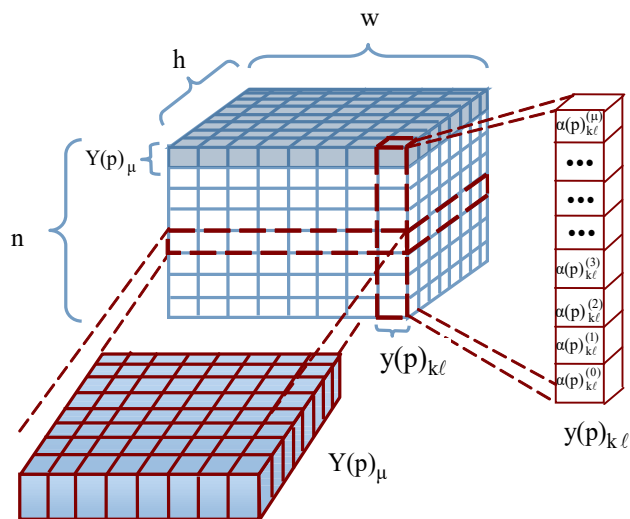 w
h
Y(p)μ
n
α(p)kℓ(μ)
•••
•••
•••
α(p)kℓ(3)
α(p)kℓ(2)
α(p)kℓ(1)
α(p)kℓ(0)
y(p)kℓ
y(p)kℓ
Y(p)μ